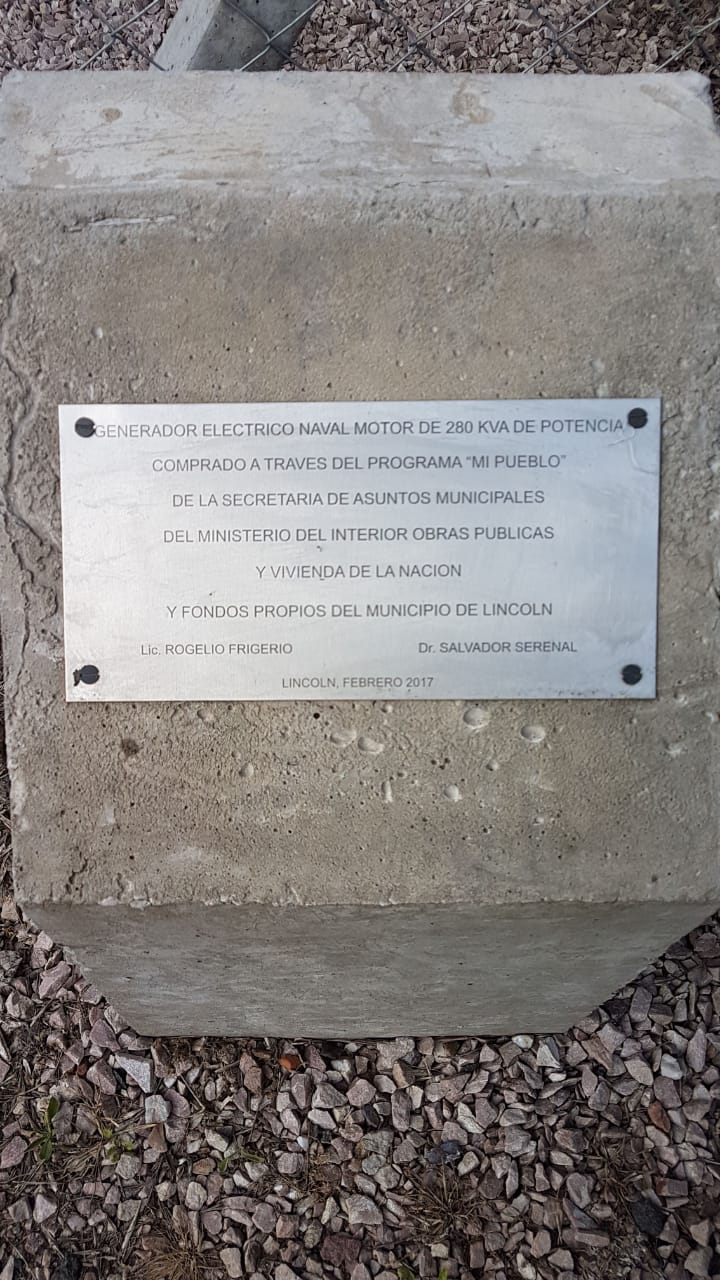 GENERADOR ELECTRICO NAVAL MOTOR DE 280 KVA DE POTENCIA
COMPRADO A TRAVES DEL PROGRAMA “MI PUEBLO”
DE LA SECRETARIA DE ASUNTOS MUNICIPALES
DEL MINISTERIO DEL INTERIOR OBRAS PUBLICAS
Y VIVIENDA DE LA NACION
Y FONDOS PROPIOS DEL MUNICIPIO DE LINCOLN
Lic. ROGELIO FRIGERIO Dr. SALVADOR SERENAL
LINCOLN, FEBRERO 2017